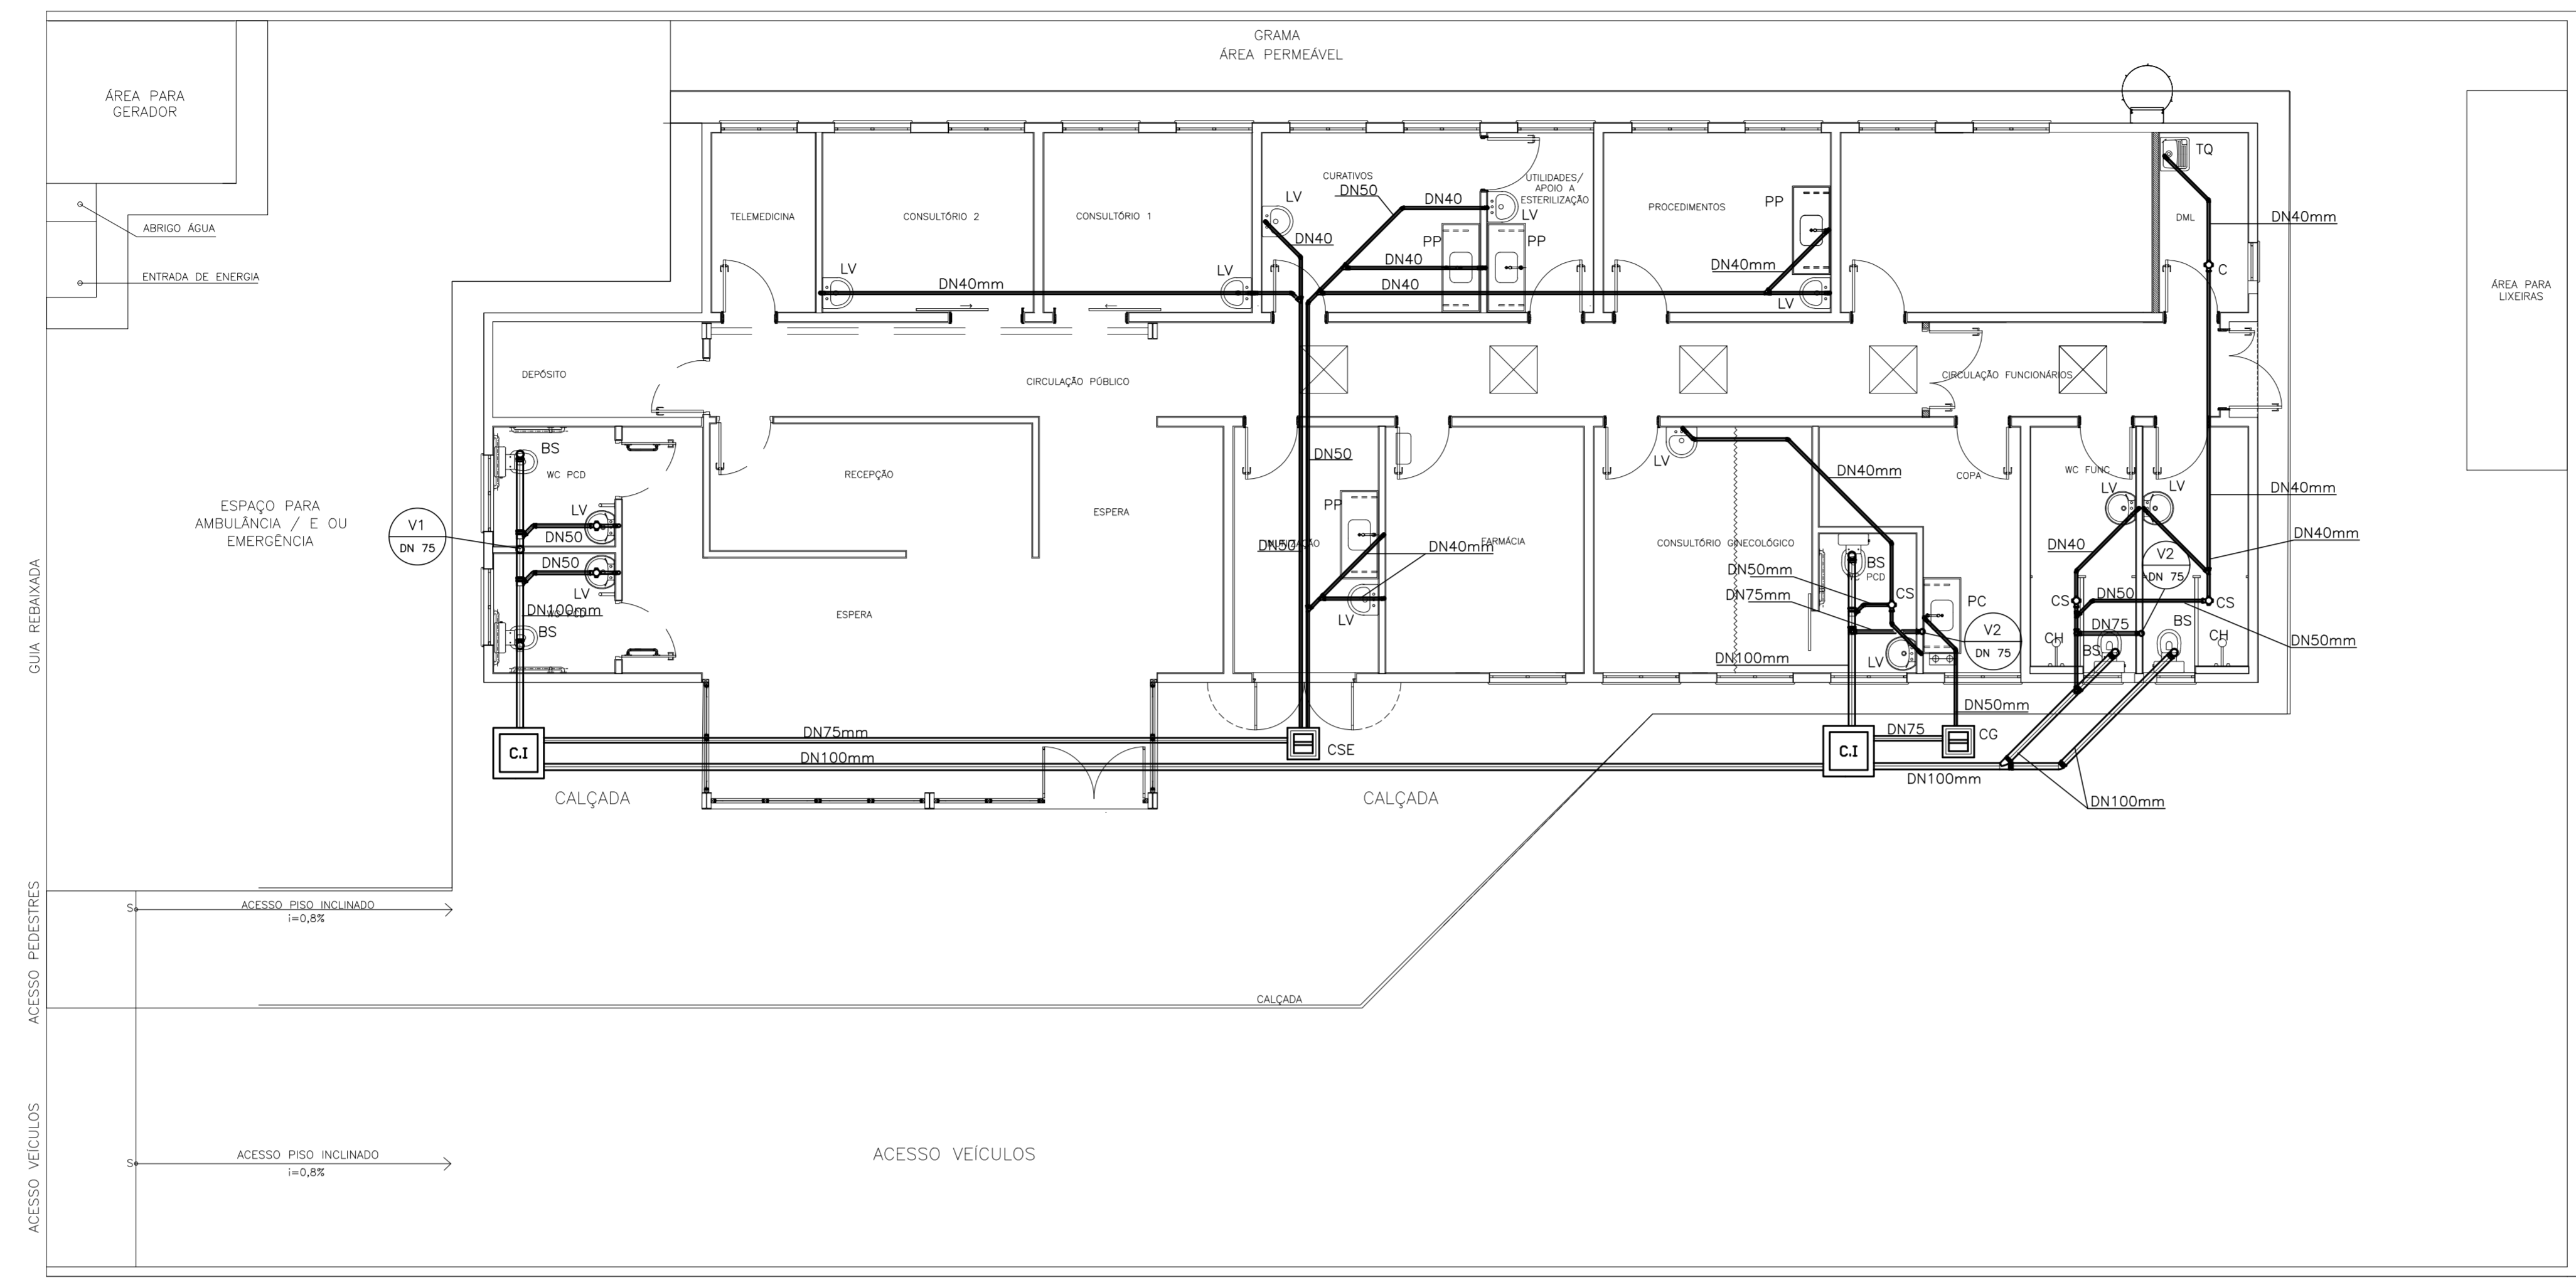 GRAMA
ÁREA PERMEÁVEL
ÁREA PARA
GERADOR
ABRIGO ÁGUA
ENTRADA DE ENERGIA
TELEMEDICINA
CONSULTÓRIO 2
CONSULTÓRIO 1
CURATIVOS
DN50
DN40
UTILIDADES/
APOIO A
ESTERILIZAÇÃO
PROCEDIMENTOS
DML
TQ
LV
LV
PP
PP
PP
LV
LV
LV
DN40
DN40
DN40
DN40mm
DN40mm
DN40mm
C
ÁREA PARA
LIXEIRAS
DEPÓSITO
CIRCULAÇÃO PÚBLICO
CIRCULAÇÃO FUNCIONÁRIOS
BS
WC PCD
LV
DN50
DN50
LV
DN100mm
BS
V1
DN 75
ESPAÇO PARA
AMBULÂNCIA / E OU
EMERGÊNCIA
RECEPÇÃO
ESPERA
ESPERA
DN50
PP
DN50
DN40mm
FARMÁCIA
LV
LV
CONSULTÓRIO GINECOLÓGICO
DN40mm
COPA
WC FUNC
LV
LV
DN40mm
DN40mm
DN40
V2
DN 75
BS
DN50mm
DN75mm
CS
PC
V2
DN 75
LV
DN100mm
CS
DN50
CS
DN75
BS
CH
BS
CH
DN50mm
DN50mm
DN75
CG
C.I
DN75mm
DN100mm
CSE
C.I
DN100mm
DN100mm
CALÇADA
CALÇADA
GUIA REBAIXADA
ACESSO PEDESTRES
S
ACESSO PISO INCLINADO
i=0,8%
CALÇADA
ACESSO VEÍCULOS
S
ACESSO PISO INCLINADO
i=0,8%
ACESSO VEÍCULOS